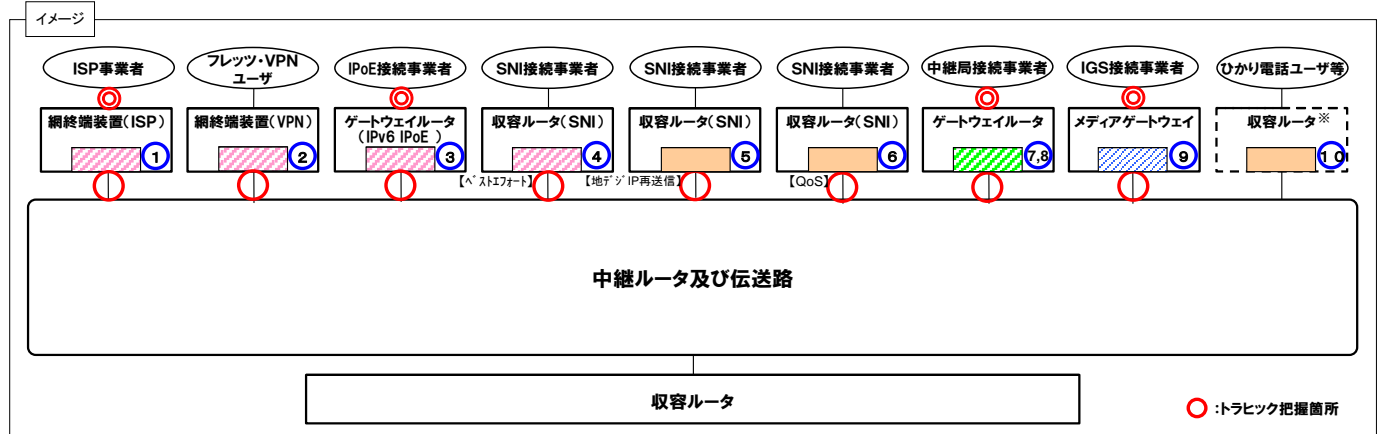 イメージ
ISP事業者
フレッツ・VPN
ユーザ
IPoE接続事業者
SNI接続事業者
SNI接続事業者
SNI接続事業者
中継局接続事業者
IGS接続事業者
ひかり電話ユーザ等
網終端装置(ISP)
網終端装置(VPN)
ゲートウェイルータ
(IPv6 IPoE)
収容ルータ(SNI)
収容ルータ(SNI)
収容ルータ(SNI)
ゲートウェイルータ
メディアゲートウェイ
収容ルータ※
1
2
3
4
5
6
7,8
9
10
【ベストエフォート】
【地デジIP再送信】
【QoS】
中継ルータ及び伝送路
収容ルータ
:トラヒック把握箇所